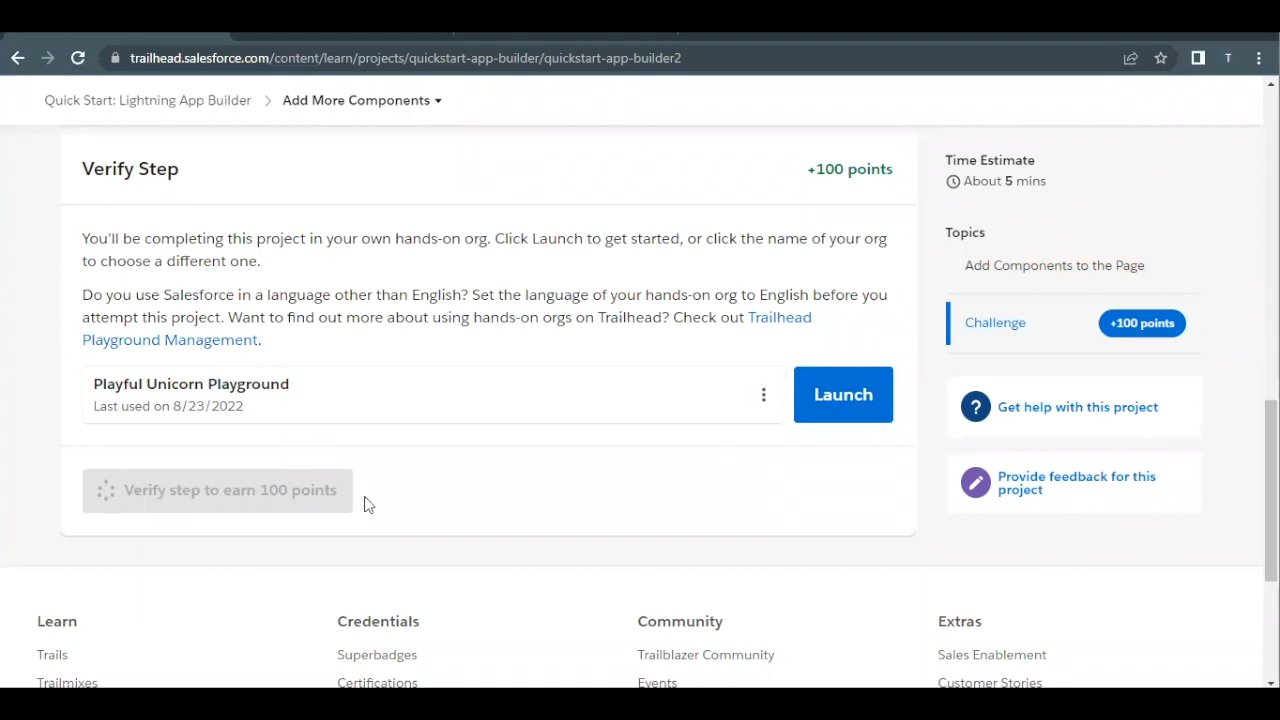 trailhead.salesforce.com/content/learn/projects/quickstart-app-builder/quickstart-app-builder2
T
Quick Start: Lightning App Builder > Add More Components
Verify Step
+100 points
You'll be completing this project in your own hands-on org. Click Launch to get started, or click the name of your org
to choose a different one.
Do you use Salesforce in a language other than English? Set the language of your hands-on org to English before you
attempt this project. Want to find out more about using hands-on orgs on Trailhead? Check out Trailhead
Playground Management.
Playful Unicorn Playground
Last used on 8/23/2022
Launch
Verify step to earn 100 points
Time Estimate
About 5 mins
Topics
Add Components to the Page
Challenge
+100 points
? Get help with this project
Provide feedback for this
project
Learn
Credentials
Community
Extras
Trails
Superbadges
Trailblazer Community
Sales Enablement
Trailmixes
Certifications
Events
Customer Stories